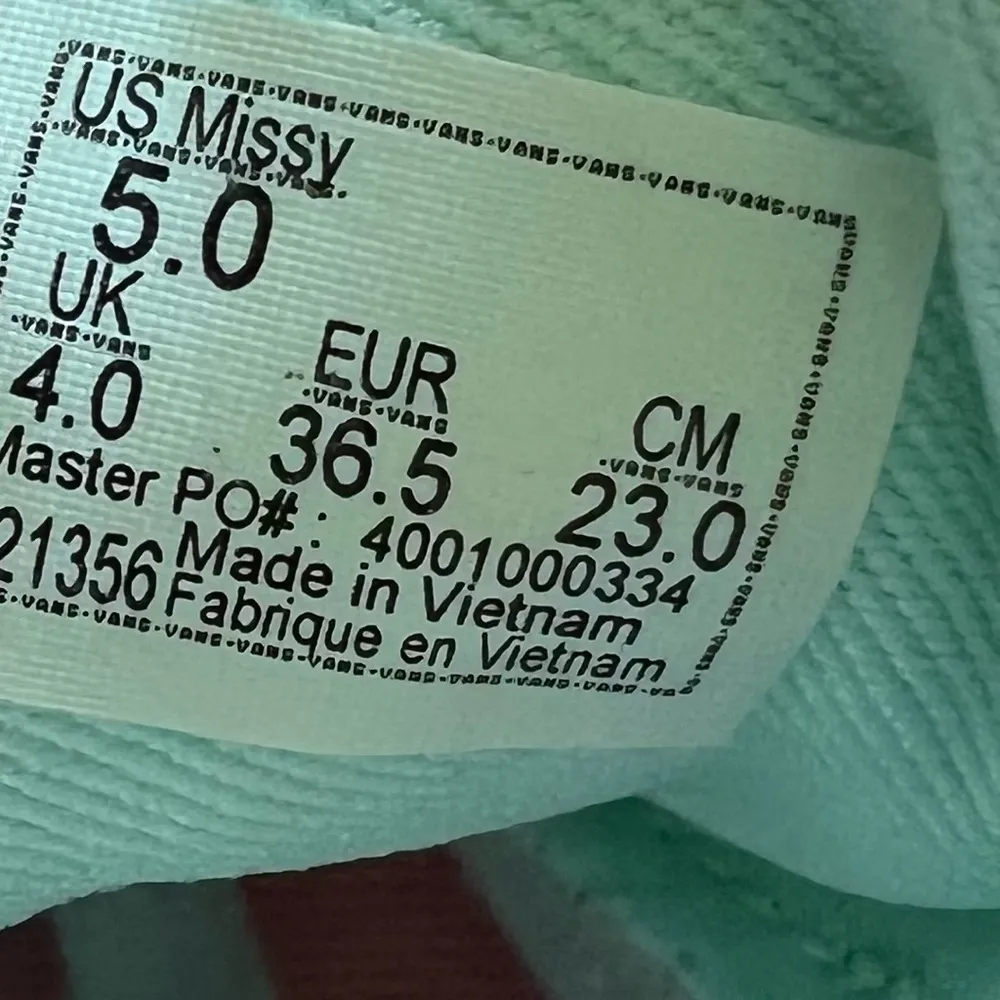 US Missy
5.0
UK EUR CM
4.0 36.5 23.0
Master PO# : 4001000334
21356 Made in Vietnam
Fabrique en Vietnam
VANS